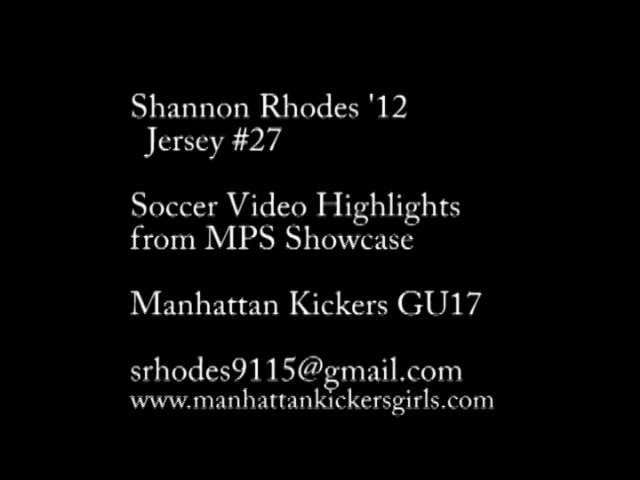 Shannon Rhodes '12
Jersey #27
Soccer Video Highlights
from MPS Showcase
Manhattan Kickers GU17
srhodes9115@gmail.com
www.manhattankickersgirls.com